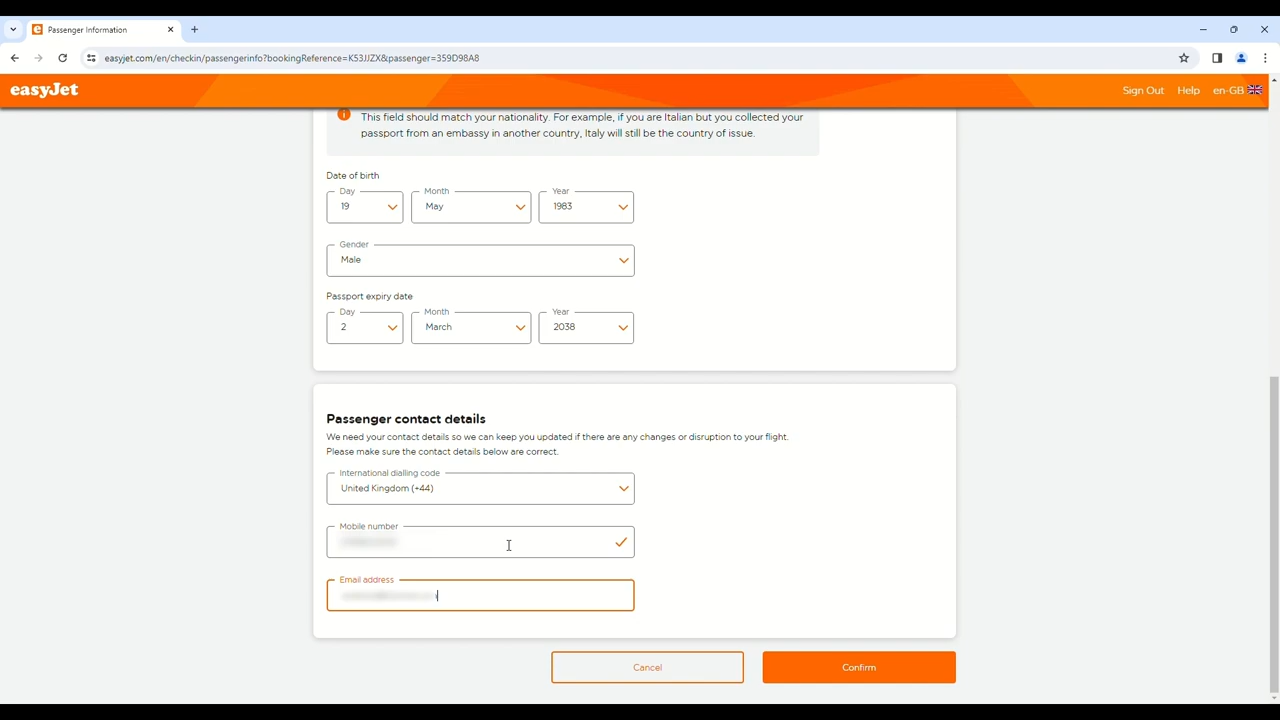 Passenger Information
easyjet.com/en/checkin/passengerinfo?bookingReference=K53JJZX&passenger=359D98A8
easyJet
Sign Out Help en-GB
This field should match your nationality. For example, if you are Italian but you collected your
passport from an embassy in another country, Italy will still be the country of issue.
Date of birth
Day Month Year
19 May 1983
Gender
Male
Passport expiry date
Day Month Year
2 March 2038
Passenger contact details
We need your contact details so we can keep you updated if there are any changes or disruption to your flight.
Please make sure the contact details below are correct.
International dialling code
United Kingdom (+44)
Mobile number
Email address
Cancel Confirm